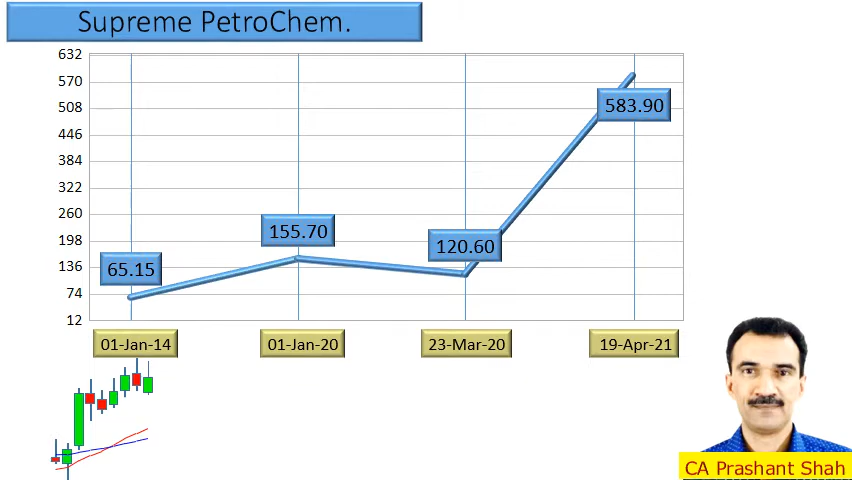 Supreme PetroChem.
632
570
508
446
384
322
260
198
136
74
12
583.90
155.70
120.60
65.15
01-Jan-14
01-Jan-20
23-Mar-20
19-Apr-21
CA Prashant Shah